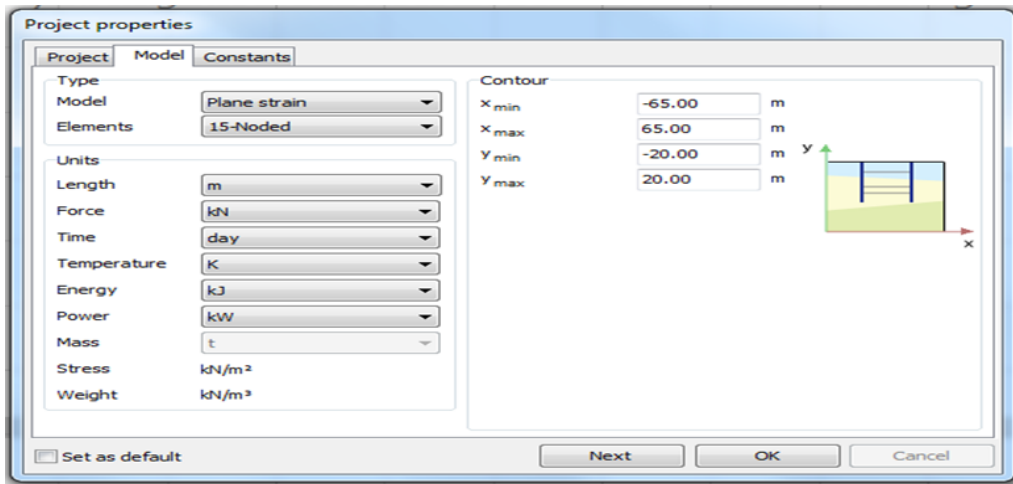 Project properties
Project Model Constants
Type
Model Plane strain
Elements 15-Noded
Units
Length m
Force kN
Time day
Temperature K
Energy kJ
Power kW
Mass t
Stress kN/m²
Weight kN/m³
Contour
x min -65.00 m
x max 65.00 m
y min -20.00 m
y max 20.00 m
y
x
Set as default
Next OK Cancel